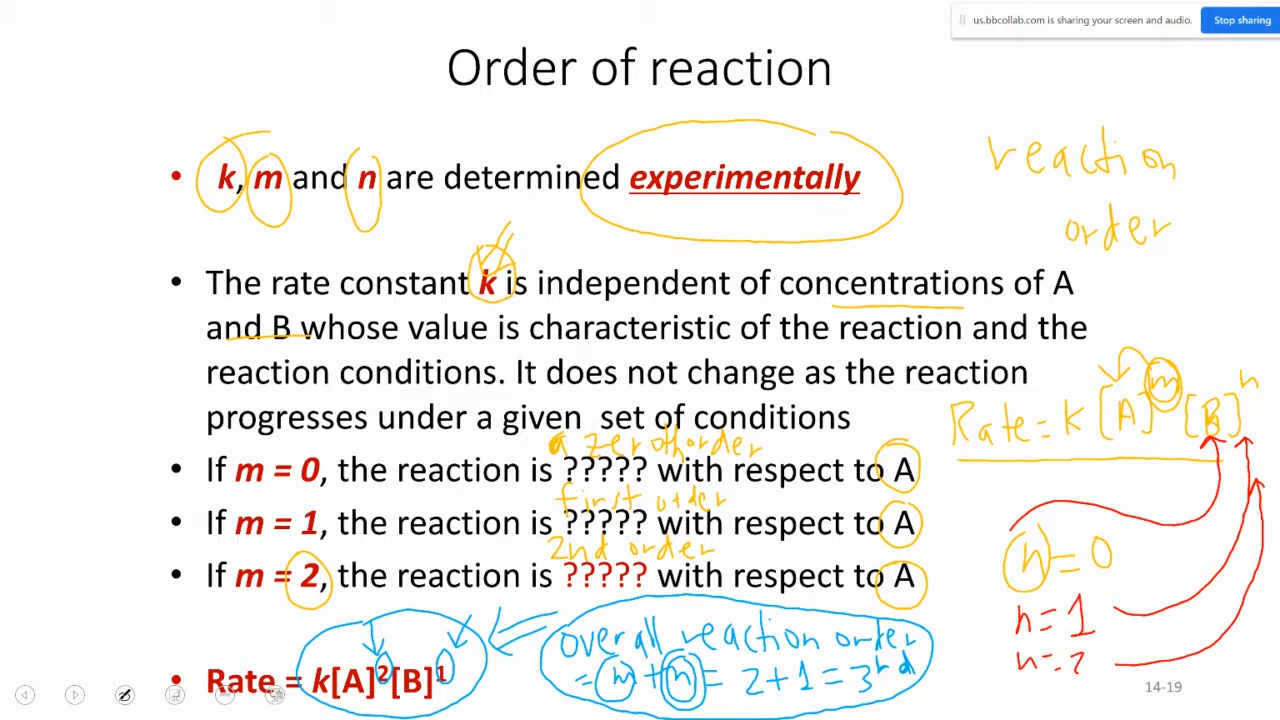 us.bbcollab.com is sharing your screen and audio. Stop sharing
Order of reaction
• k, m and n are determined experimentally
reaction
order
• The rate constant k is independent of concentrations of A
and B whose value is characteristic of the reaction and the
reaction conditions. It does not change as the reaction
progresses under a given set of conditions
Rate = k [A]^m [B]^n
a zeroth order
• If m = 0, the reaction is ????? with respect to A
first order
• If m = 1, the reaction is ????? with respect to A
2nd order
• If m = 2, the reaction is ????? with respect to A
n = 0
n = 1
n = 2
overall reaction order
= m + n = 2 + 1 = 3rd
• Rate = k[A]²[B]¹
14-19